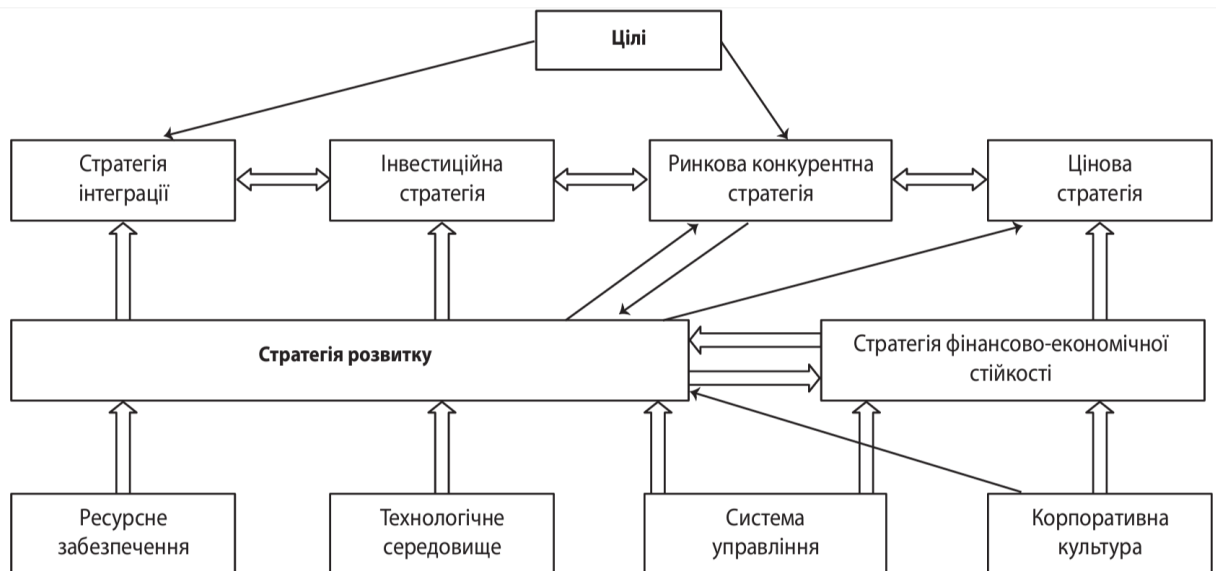 Цілі
Стратегія
інтеграції
Інвестиційна
стратегія
Ринкова конкурентна
стратегія
Цінова
стратегія
Стратегія розвитку
Стратегія фінансово-економічної
стійкості
Ресурсне
забезпечення
Технологічне
середовище
Система
управління
Корпоративна
культура